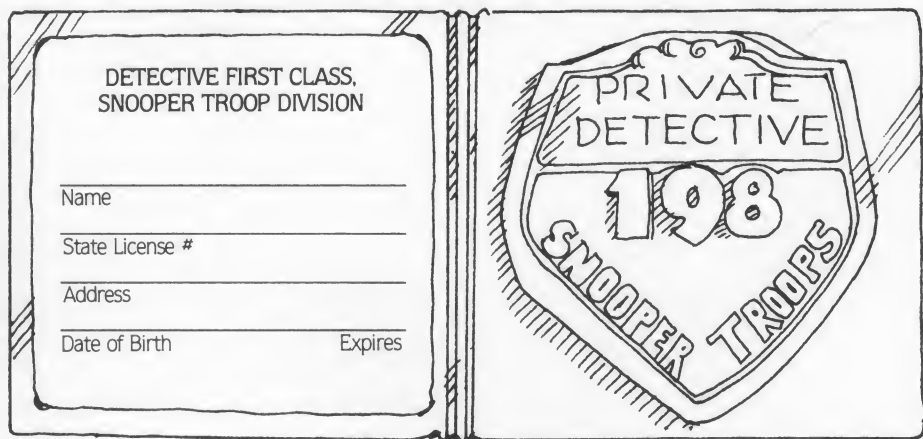 DETECTIVE FIRST CLASS,
SNOOPER TROOP DIVISION
Name
State License #
Address
Date of Birth Expires
PRIVATE
DETECTIVE
198
SNOOPER TROOPS